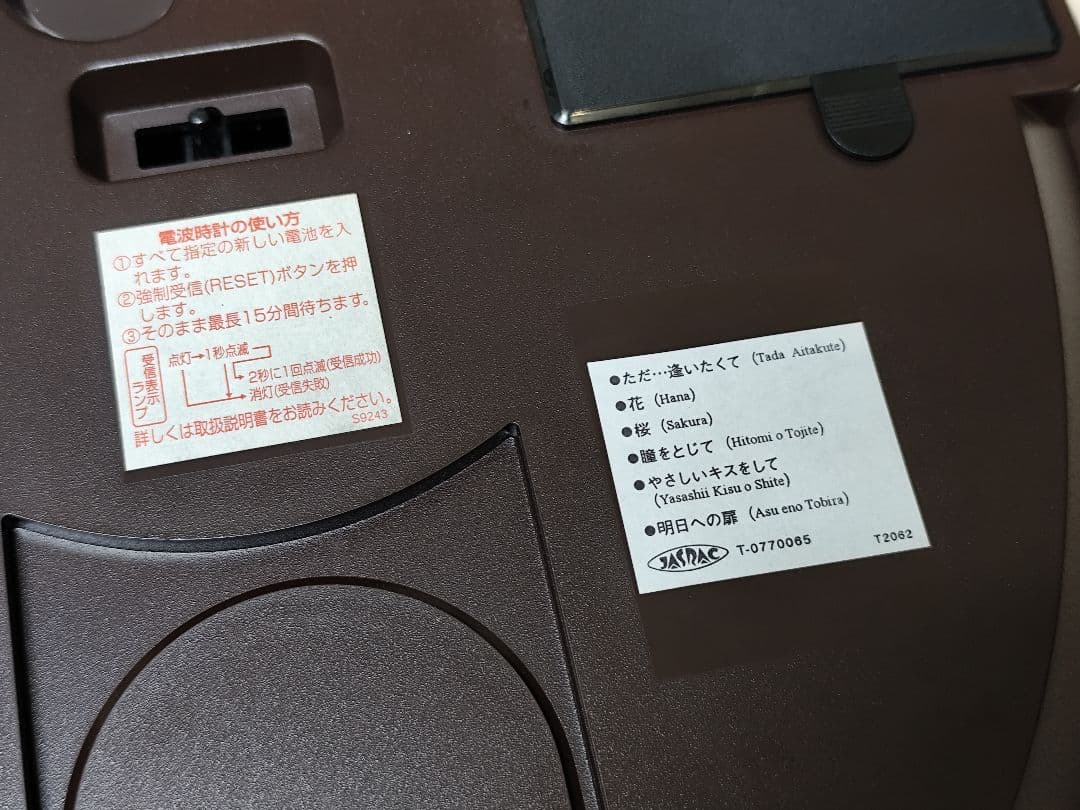 電波時計の使い方
①すべて指定の新しい電池を入
れます。
②強制受信(RESET)ボタンを押
します。
③そのまま最長15分間待ちます。
受信表示ランプ
点灯→1秒点滅
2秒に1回点滅(受信成功)
消灯(受信失敗)
詳しくは取扱説明書をお読みください。
S9243
●ただ…逢いたくて (Tada Aitakute)
●花 (Hana)
●桜 (Sakura)
●瞳をとじて (Hitomi o Tojite)
●やさしいキスをして
(Yasashii Kisu o Shite)
●明日への扉 (Asu eno Tobira)
JASRAC T-0770065
T2062